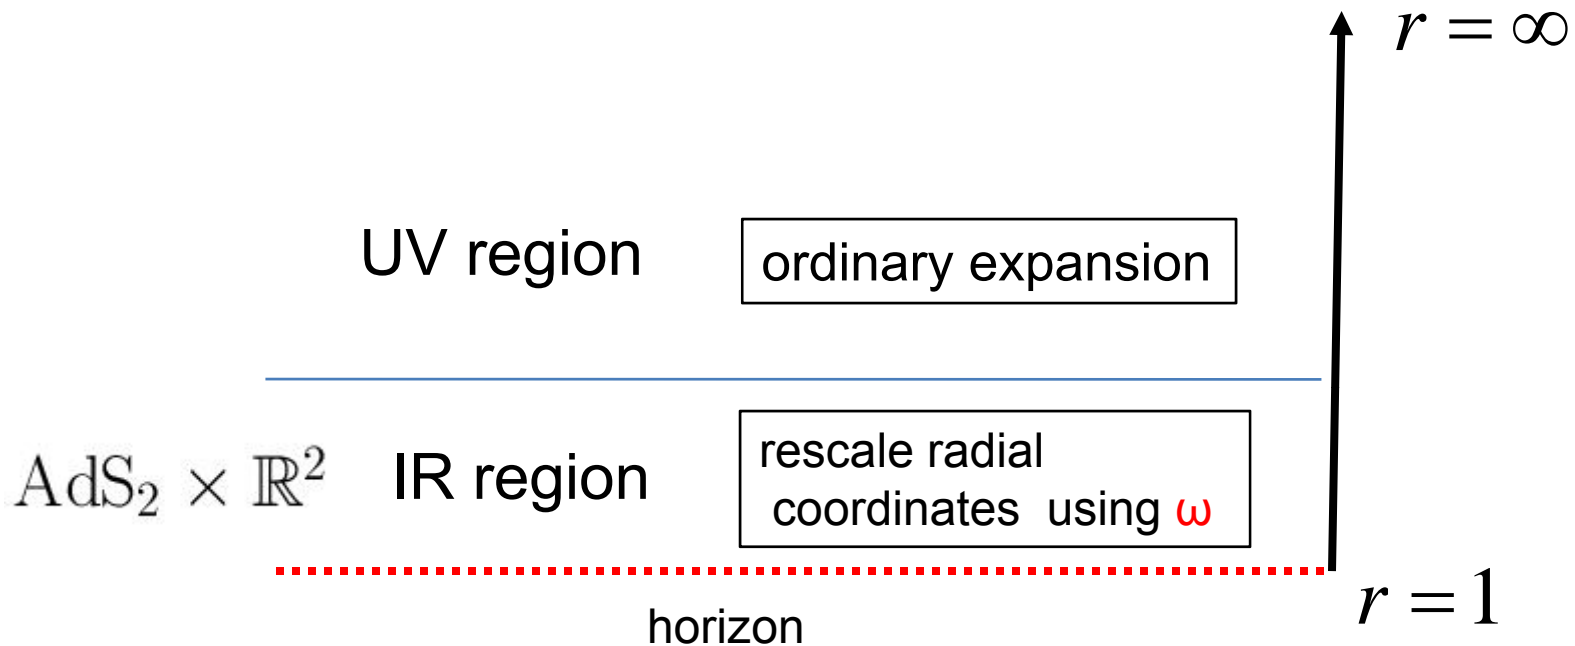 r = ∞
UV region
ordinary expansion
AdS₂ × ℝ²
IR region
rescale radial
coordinates using ω
horizon
r = 1